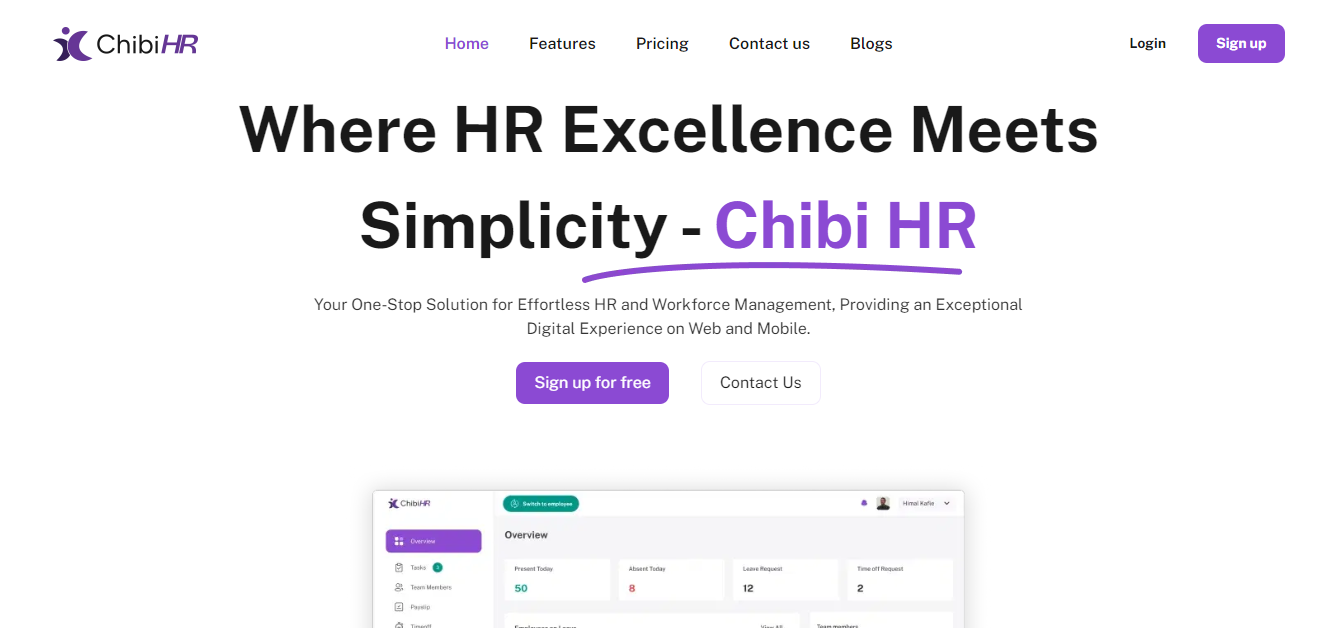 ChibiHR
Home
Features
Pricing
Contact us
Blogs
Login
Sign up
Where HR Excellence Meets
Simplicity - Chibi HR
Your One-Stop Solution for Effortless HR and Workforce Management, Providing an Exceptional
Digital Experience on Web and Mobile.
Sign up for free
Contact Us
ChibiHR
Switch to employee
Himal Kafle
Overview
Overview
Tasks
Present Today
Absent Today
Leave Request
Time off Request
50
8
12
2
Team Members
Payslip
Timeoff
Employees on Leave
View All
Team members